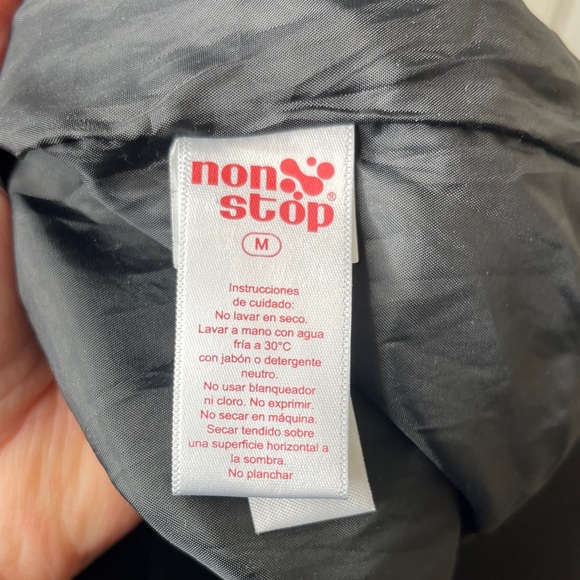 non
stop®
M
Instrucciones
de cuidado:
No lavar en seco.
Lavar a mano con agua
fría a 30°C
con jabón o detergente
neutro.
No usar blanqueador
ni cloro. No exprimir.
No secar en máquina.
Secar tendido sobre
una superficie horizontal a
la sombra.
No planchar